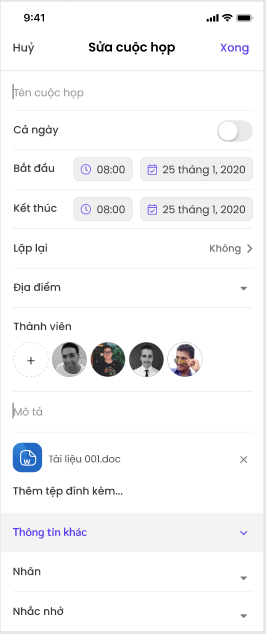 9:41
Huỷ Sửa cuộc họp Xong
Tên cuộc họp
Cả ngày
Bắt đầu 08:00 25 tháng 1, 2020
Kết thúc 08:00 25 tháng 1, 2020
Lặp lại Không
Địa điểm
Thành viên
+
Mô tả
W
Tài liệu 001.doc
Thêm tệp đính kèm...
Thông tin khác
Nhãn
Nhắc nhở